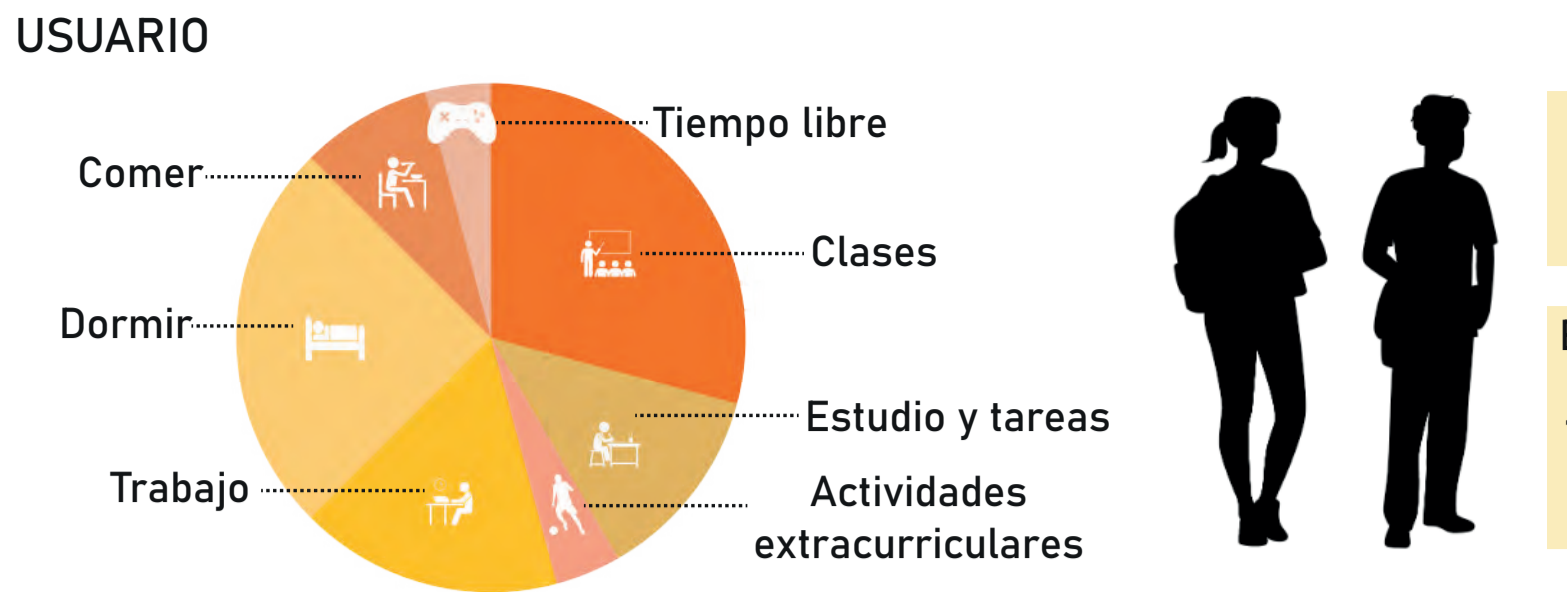 USUARIO
Tiempo libre
Comer
Clases
Dormir
Estudio y tareas
Trabajo
Actividades
extracurriculares